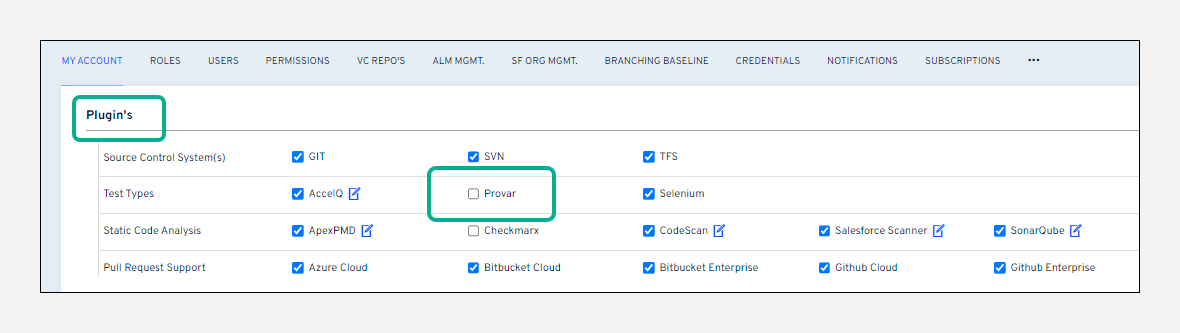 MY ACCOUNT ROLES USERS PERMISSIONS VC REPO'S ALM MGMT. SF ORG MGMT. BRANCHING BASELINE CREDENTIALS NOTIFICATIONS SUBSCRIPTIONS ...
Plugin's
Source Control System(s) GIT SVN TFS
Test Types AccelQ Provar Selenium
Static Code Analysis ApexPMD Checkmarx CodeScan Salesforce Scanner SonarQube
Pull Request Support Azure Cloud Bitbucket Cloud Bitbucket Enterprise Github Cloud Github Enterprise